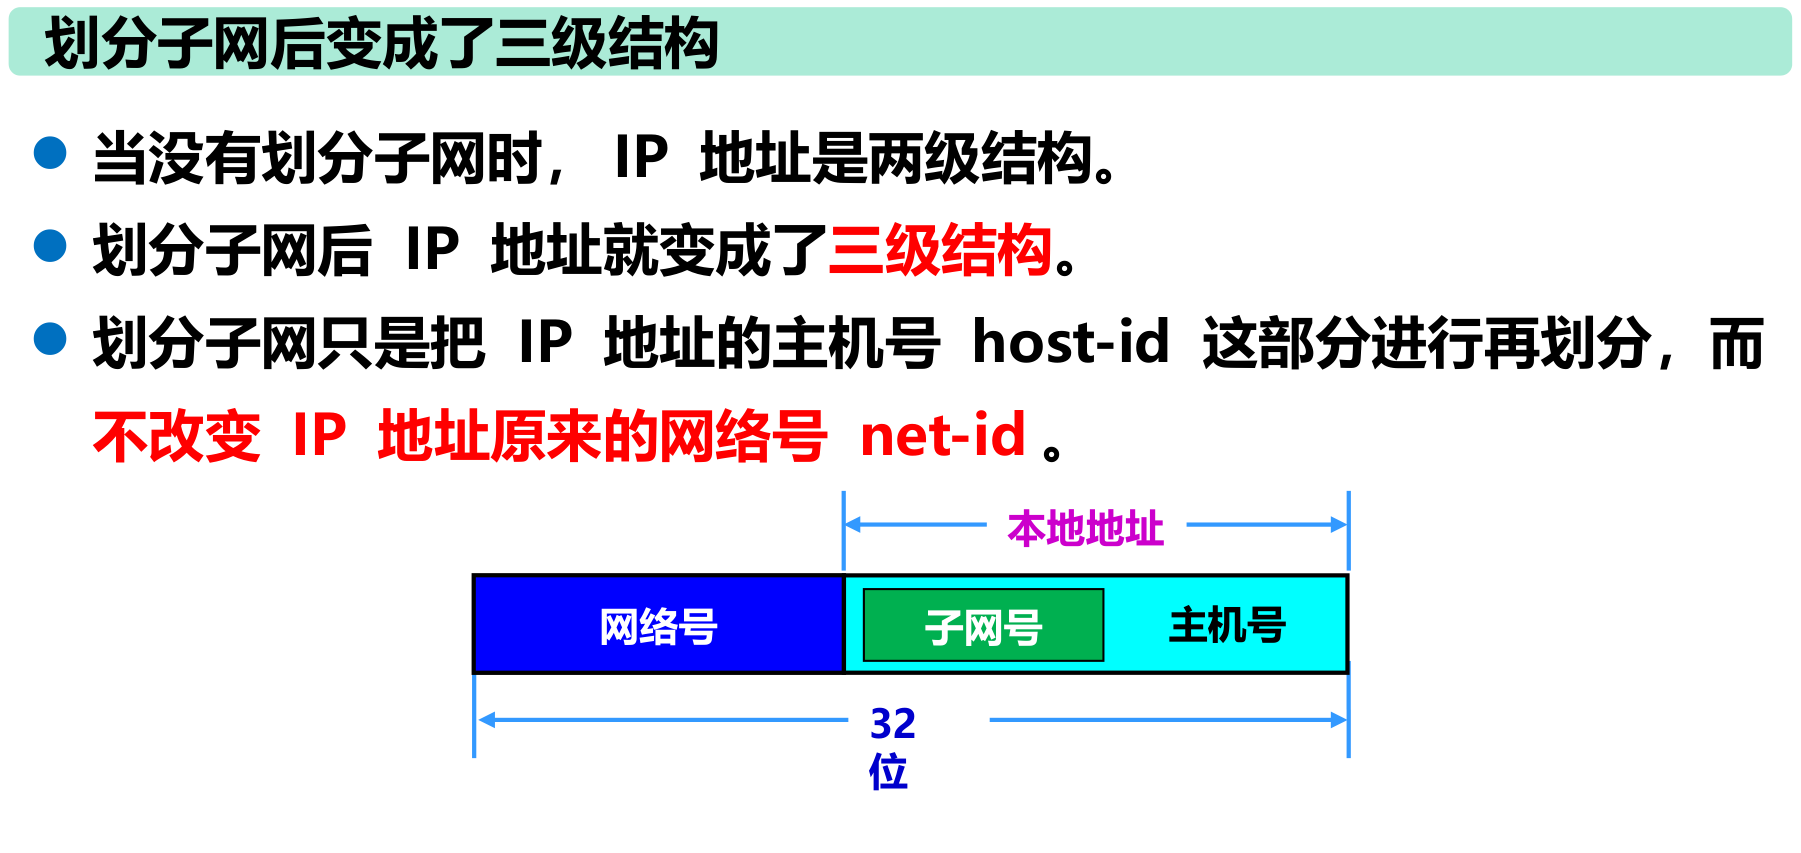 划分子网后变成了三级结构
当没有划分子网时， IP 地址是两级结构。
划分子网后 IP 地址就变成了三级结构。
划分子网只是把 IP 地址的主机号 host-id 这部分进行再划分，而
不改变 IP 地址原来的网络号 net-id 。
本地地址
网络号 子网号 主机号
32
位